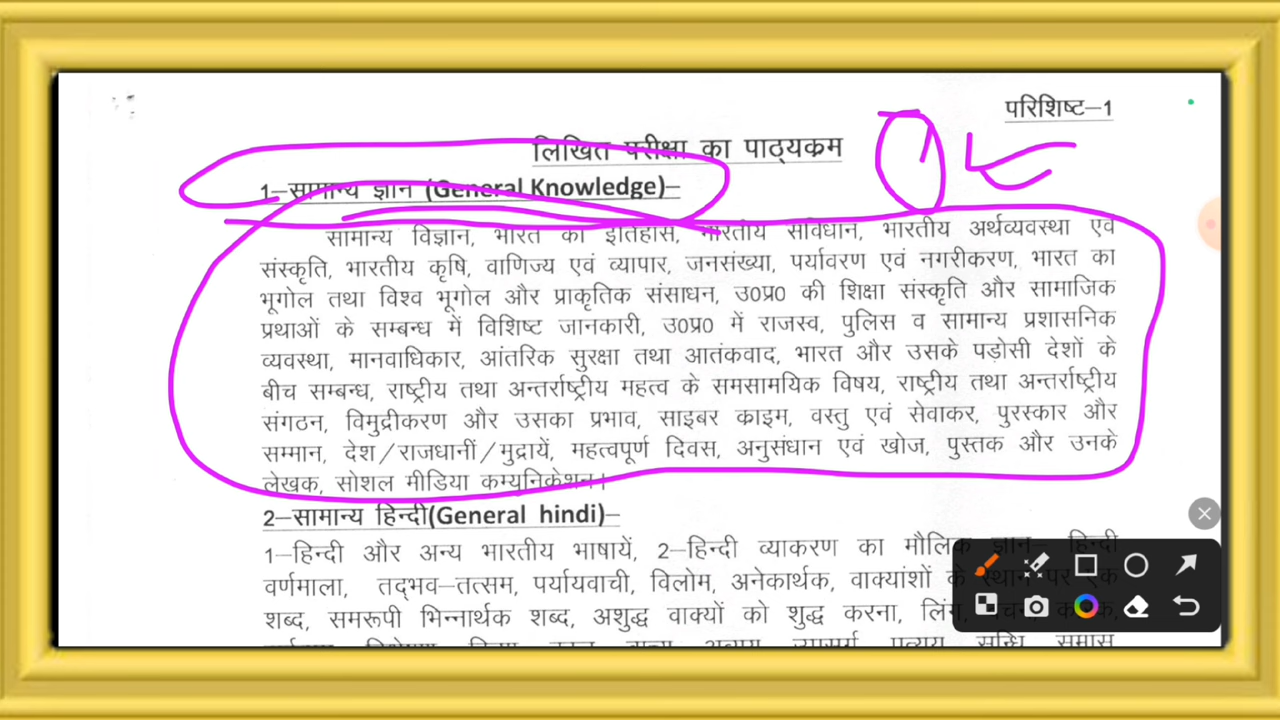 परिशिष्ट–1
लिखित परीक्षा का पाठ्यक्रम
1–सामान्य ज्ञान (General Knowledge)–
सामान्य विज्ञान, भारत का इतिहास, भारतीय संविधान, भारतीय अर्थव्यवस्था एवं
संस्कृति, भारतीय कृषि, वाणिज्य एवं व्यापार, जनसंख्या, पर्यावरण एवं नगरीकरण, भारत का
भूगोल तथा विश्व भूगोल और प्राकृतिक संसाधन, उ0प्र0 की शिक्षा संस्कृति और सामाजिक
प्रथाओं के सम्बन्ध में विशिष्ट जानकारी, उ0प्र0 में राजस्व, पुलिस व सामान्य प्रशासनिक
व्यवस्था, मानवाधिकार, आंतरिक सुरक्षा तथा आतंकवाद, भारत और उसके पड़ोसी देशों के
बीच सम्बन्ध, राष्ट्रीय तथा अन्तर्राष्ट्रीय महत्व के समसामयिक विषय, राष्ट्रीय तथा अन्तर्राष्ट्रीय
संगठन, विमुद्रीकरण और उसका प्रभाव, साइबर क्राइम, वस्तु एवं सेवाकर, पुरस्कार और
सम्मान, देश/राजधानीं/मुद्रायें, महत्वपूर्ण दिवस, अनुसंधान एवं खोज, पुस्तक और उनके
लेखक, सोशल मीडिया कम्युनिकेशन।
2–सामान्य हिन्दी(General hindi)–
1–हिन्दी और अन्य भारतीय भाषायें, 2–हिन्दी व्याकरण का मौलिक ज्ञान– हिन्दी
वर्णमाला, तद्भव–तत्सम, पर्यायवाची, विलोम, अनेकार्थक, वाक्यांशों के स्थान पर एक
शब्द, समरूपी भिन्नार्थक शब्द, अशुद्ध वाक्यों को शुद्ध करना, लिंग,